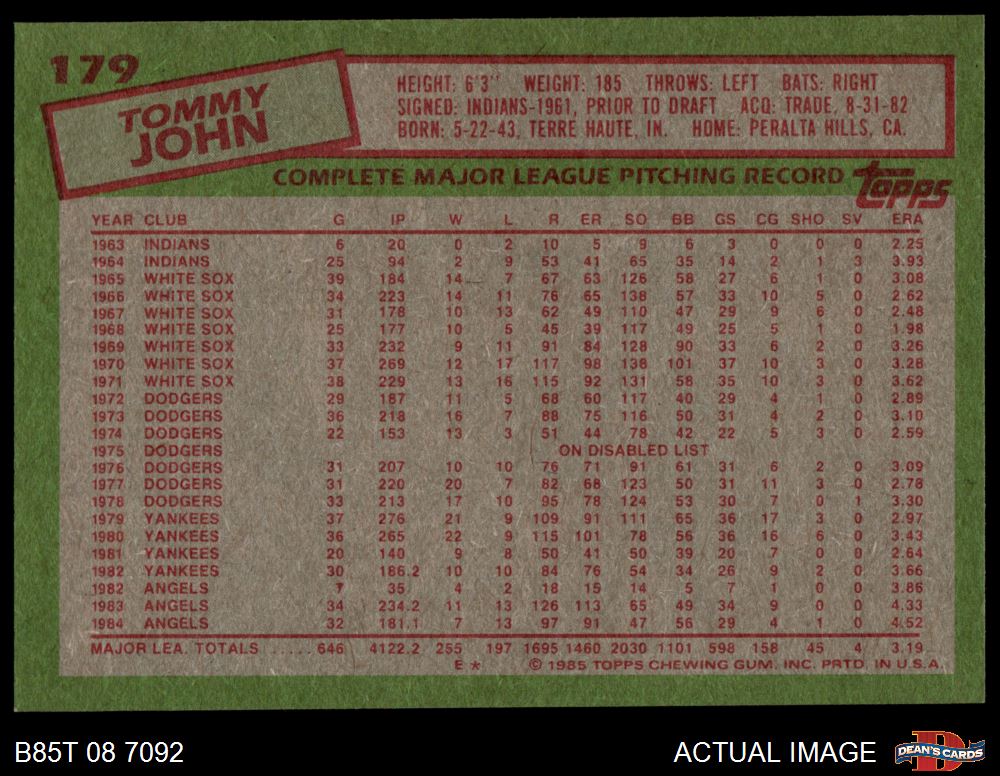 179
TOMMY
JOHN
HEIGHT: 6'3" WEIGHT: 185 THROWS: LEFT BATS: RIGHT
SIGNED: INDIANS-1961, PRIOR TO DRAFT ACQ: TRADE, 8-31-82
BORN: 5-22-43, TERRE HAUTE, IN. HOME: PERALTA HILLS, CA.
COMPLETE MAJOR LEAGUE PITCHING RECORD topps
YEAR CLUB G IP W L R ER SO BB GS CG SHO SV ERA
1963 INDIANS 6 20 0 2 10 5 9 6 3 0 0 0 2.25
1964 INDIANS 25 94 2 9 53 41 65 35 14 2 1 3 3.93
1965 WHITE SOX 39 184 14 7 67 63 126 58 27 6 1 0 3.08
1966 WHITE SOX 34 223 14 11 76 65 138 57 33 10 5 0 2.62
1967 WHITE SOX 31 178 10 13 62 49 110 47 29 9 6 0 2.48
1968 WHITE SOX 25 177 10 5 45 39 117 49 25 5 1 0 1.98
1969 WHITE SOX 33 232 9 11 91 84 128 90 33 6 2 0 3.26
1970 WHITE SOX 37 269 12 17 117 98 138 101 37 10 3 0 3.28
1971 WHITE SOX 38 229 13 16 115 92 131 58 35 10 3 0 3.62
1972 DODGERS 29 187 11 5 68 60 117 40 29 4 1 0 2.89
1973 DODGERS 36 218 16 7 88 75 116 50 31 4 2 0 3.10
1974 DODGERS 22 153 13 3 51 44 78 42 22 5 3 0 2.59
1975 DODGERS ON DISABLED LIST
1976 DODGERS 31 207 10 10 76 71 91 61 31 6 2 0 3.09
1977 DODGERS 31 220 20 7 82 68 123 50 31 11 3 0 2.78
1978 DODGERS 33 213 17 10 95 78 124 53 30 7 0 1 3.30
1979 YANKEES 37 276 21 9 109 91 111 65 36 17 3 0 2.97
1980 YANKEES 36 265 22 9 115 101 78 56 36 16 6 0 3.43
1981 YANKEES 20 140 9 8 50 41 50 39 20 7 0 0 2.64
1982 YANKEES 30 186.2 10 10 84 76 54 34 26 9 2 0 3.66
1982 ANGELS 7 35 4 2 18 15 14 5 7 1 0 0 3.86
1983 ANGELS 34 234.2 11 13 126 113 65 49 34 9 0 0 4.33
1984 ANGELS 32 181.1 7 13 97 91 47 56 29 4 1 0 4.52
MAJOR LEA. TOTALS ..... 646 4122.2 255 197 1695 1460 2030 1101 598 158 45 4 3.19
E * © 1985 TOPPS CHEWING GUM. INC. PRTD. IN U.S.A.
B85T 08 7092 ACTUAL IMAGE D DEAN'S CARDS